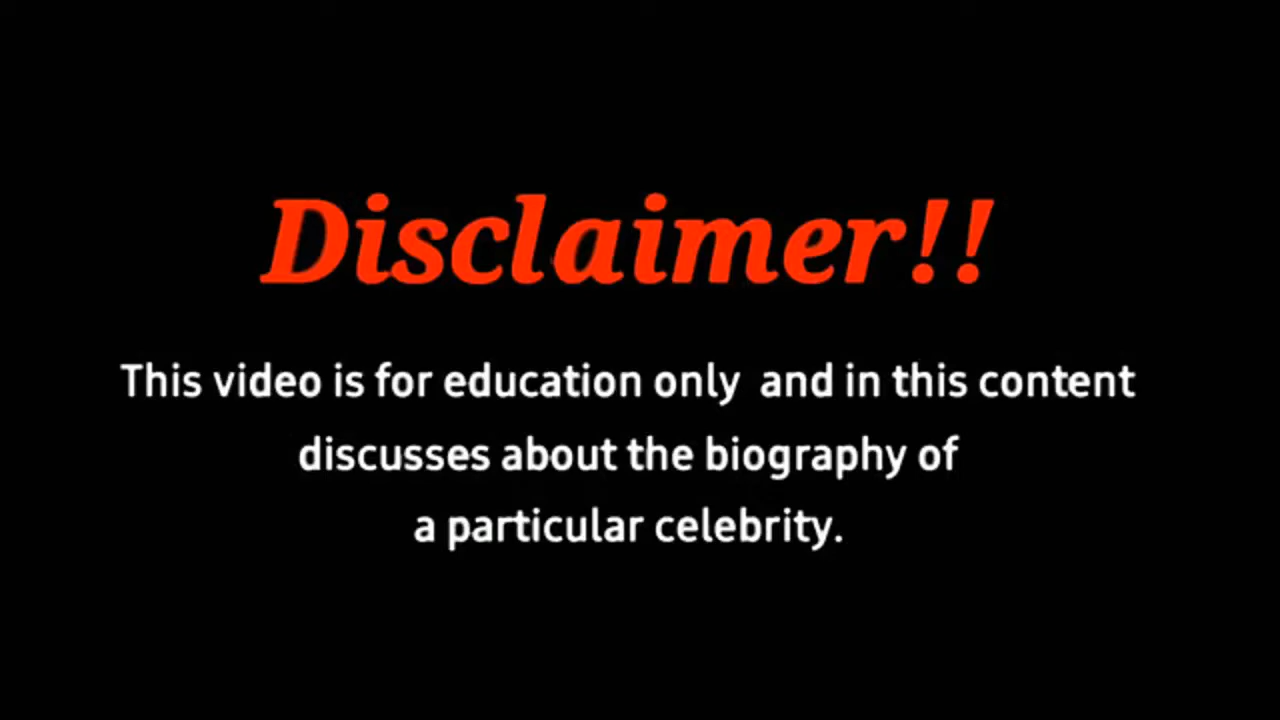 Disclaimer!!
This video is for education only and in this content
discusses about the biography of
a particular celebrity.